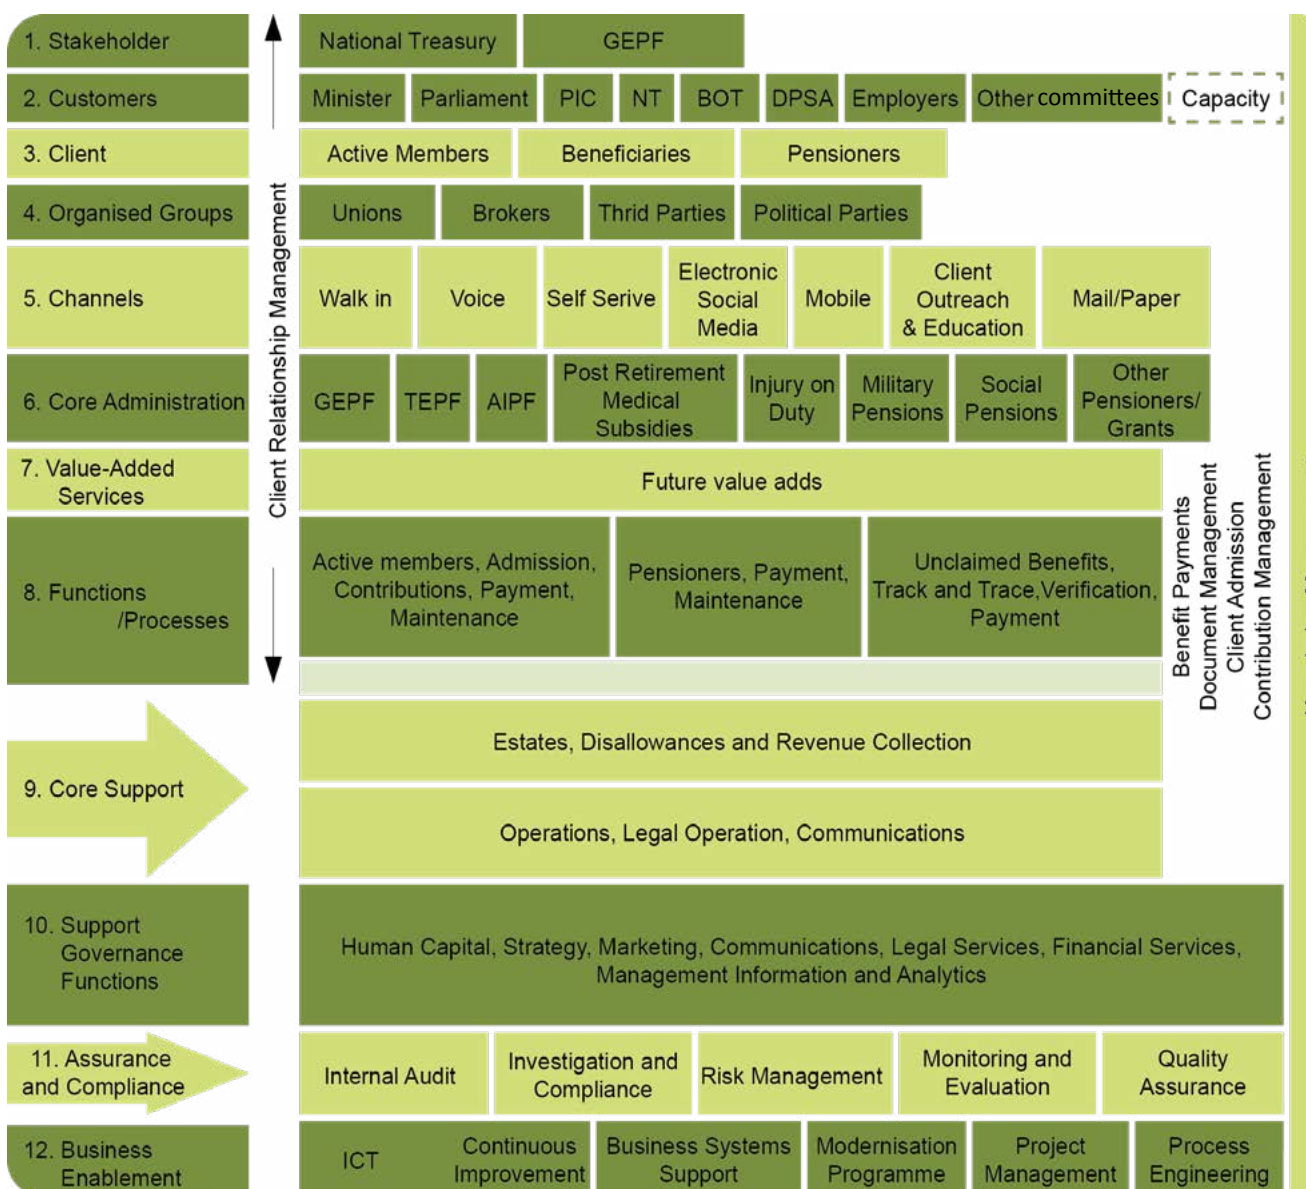 1. Stakeholder
National Treasury
GEPF
2. Customers
Minister
Parliament
PIC
NT
BOT
DPSA
Employers
Other committees
Capacity
3. Client
Active Members
Beneficiaries
Pensioners
4. Organised Groups
Unions
Brokers
Thrid Parties
Political Parties
Client Relationship Management
5. Channels
Walk in
Voice
Self Serive
Electronic
Social
Media
Mobile
Client
Outreach
& Education
Mail/Paper
6. Core Administration
GEPF
TEPF
AIPF
Post Retirement
Medical
Subsidies
Injury on
Duty
Military
Pensions
Social
Pensions
Other
Pensioners/
Grants
7. Value-Added
Services
Future value adds
8. Functions
/Processes
Active members, Admission,
Contributions, Payment,
Maintenance
Pensioners, Payment,
Maintenance
Unclaimed Benefits,
Track and Trace,Verification,
Payment
Benefit Payments
Document Management
Client Admission
Contribution Management
9. Core Support
Estates, Disallowances and Revenue Collection
Operations, Legal Operation, Communications
10. Support
Governance
Functions
Human Capital, Strategy, Marketing, Communications, Legal Services, Financial Services,
Management Information and Analytics
11. Assurance
and Compliance
Internal Audit
Investigation and
Compliance
Risk Management
Monitoring and
Evaluation
Quality
Assurance
12. Business
Enablement
ICT
Continuous
Improvement
Business Systems
Support
Modernisation
Programme
Project
Management
Process
Engineering